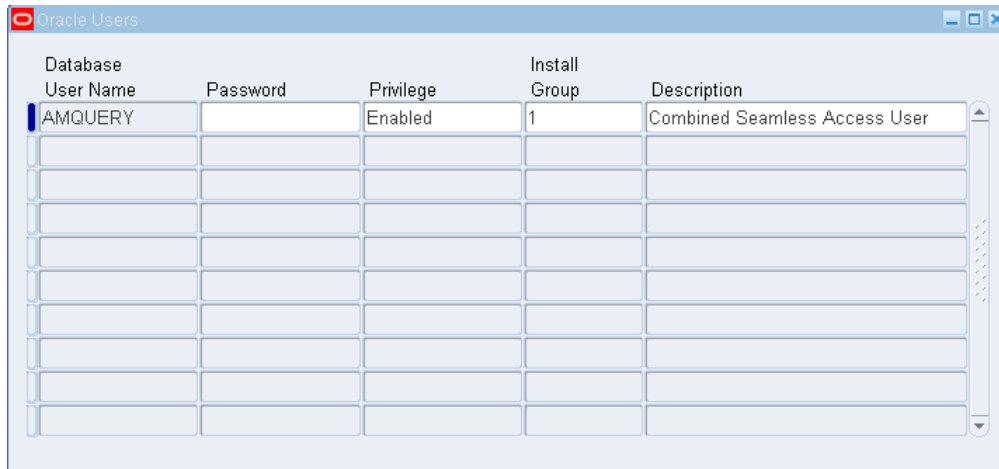 Oracle Users
Database Install
User Name Password Privilege Group Description
AMQUERY Enabled 1 Combined Seamless Access User